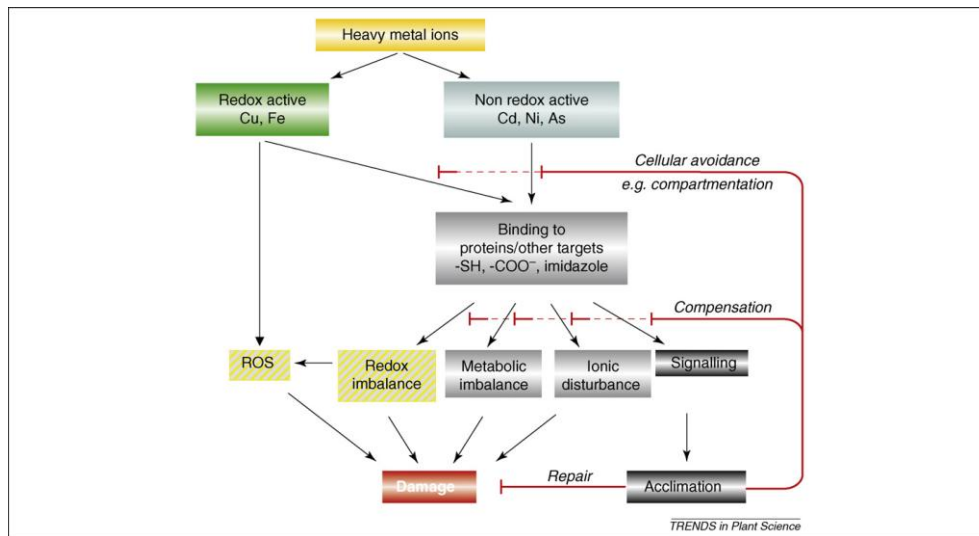 Heavy metal ions
Redox active
Cu, Fe
Non redox active
Cd, Ni, As
Cellular avoidance
e.g. compartmentation
Binding to
proteins/other targets
-SH, -COO⁻, imidazole
Compensation
ROS
Redox
imbalance
Metabolic
imbalance
Ionic
disturbance
Signalling
Damage
Repair
Acclimation
TRENDS in Plant Science